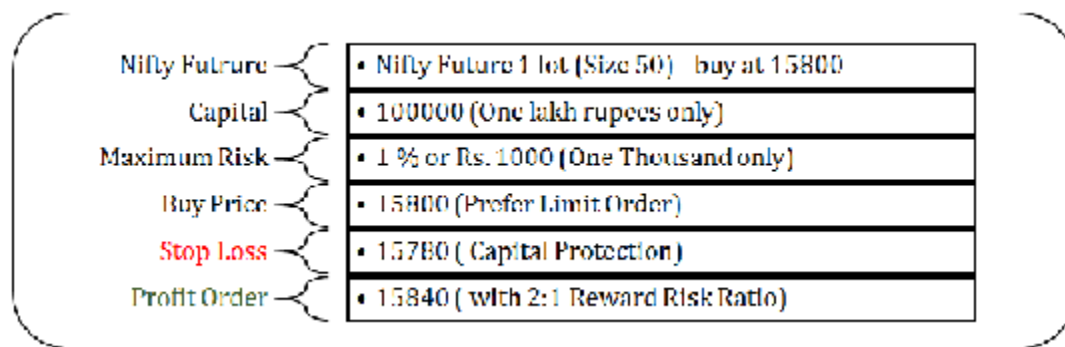 Nifty Futrure
• Nifty Future 1 lot (Size 50) buy at 15800
Capital
• 100000 (One lakh rupees only)
Maximum Risk
• 1 % or Rs. 1000 (One Thousand only)
Buy Price
• 15800 (Prefer Limit Order)
Stop Loss
• 15780 ( Capital Protection)
Profit Order
• 15840 ( with 2:1 Reward Risk Ratio)